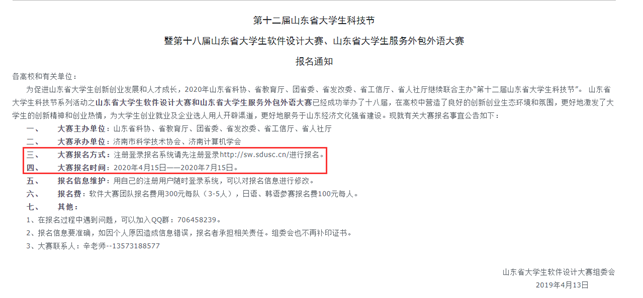 第十二届山东省大学生科技节
暨第十八届山东省大学生软件设计大赛、山东省大学生服务外包外语大赛
报名通知
各高校和有关单位：
为促进山东省大学生创新创业发展和人才成长，2020年山东省科协、省教育厅、团省委、省发改委、省工信厅、省人社厅继续联合主办“第十二届山东省大学生科技节”。 山东省
大学生科技节系列活动之山东省大学生软件设计大赛和山东省大学生服务外包外语大赛已经成功举办了十八届，在高校中营造了良好的创新创业生态环境和氛围，更好地激发了大学
生的创新精神和创业热情，为大学生创业就业及企业选人用人开辟渠道，更好地服务于山东经济文化强省建设。现就有关大赛报名事宜公告如下：
一、 大赛主办单位：山东省科协、省教育厅、团省委、省发改委、省工信厅、省人社厅
二、 大赛承办单位：济南市科学技术协会、济南计算机学会
三、 大赛报名方式：注册登录报名系统请先注册登录http://sw.sdusc.cn/进行报名。
四、 大赛报名时间：2020年4月15日——2020年7月15日。
五、 报名信息维护：用自己的注册用户随时登录系统，可以对报名信息进行修改。
六、 报名费：软件大赛团队报名费用300元每队（3-5人），日语、韩语参赛报名费100元每人。
七、 其他：
1、在报名过程中遇到问题，可以加入QQ群：706458239。
2、报名信息要准确，如因个人原因造成信息错误，报名者承担相关责任。组委会也不再补印证书。
3、大赛联系人：辛老师--13573188577
山东省大学生软件设计大赛组委会
2019年4月13日